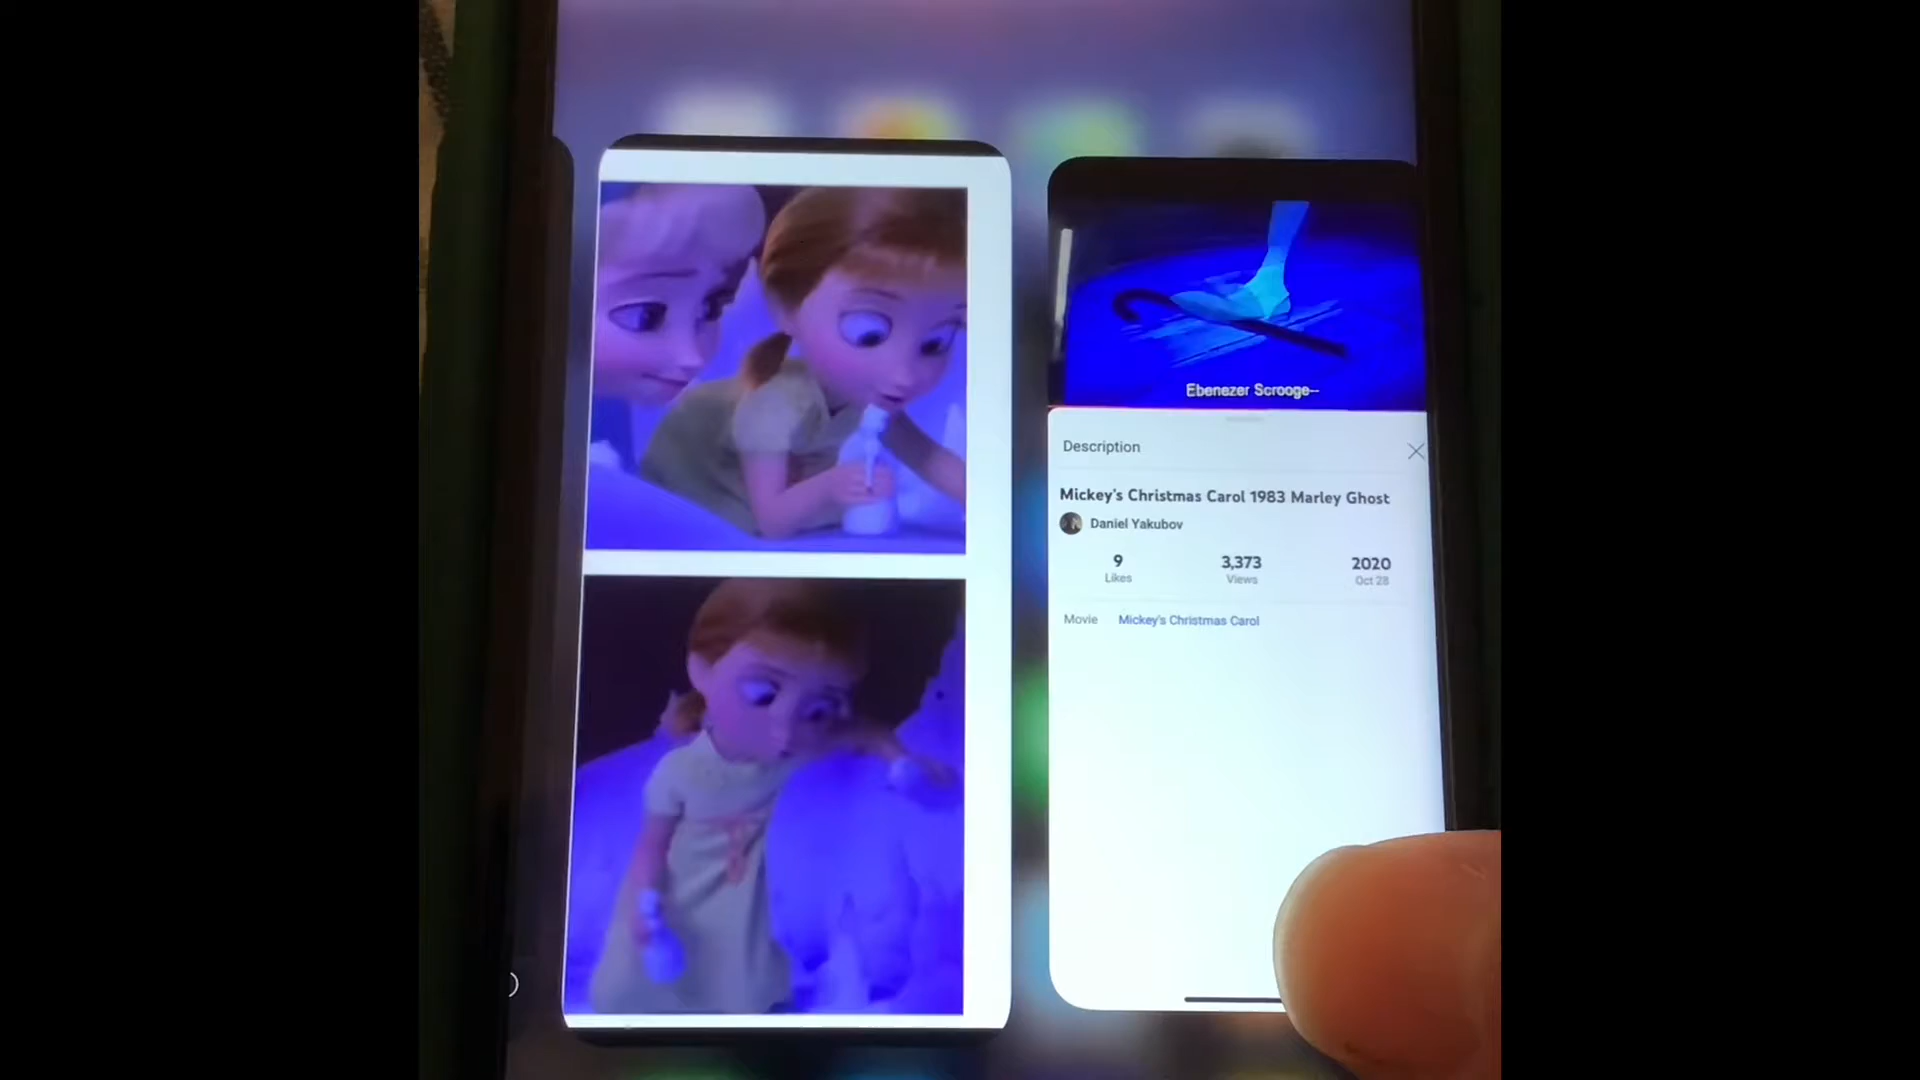 Ebenezer Scrooge--
Description
Mickey's Christmas Carol 1983 Marley Ghost
Daniel Yakubov
9
Likes
3,373
Views
2020
Oct 28
Movie Mickey's Christmas Carol